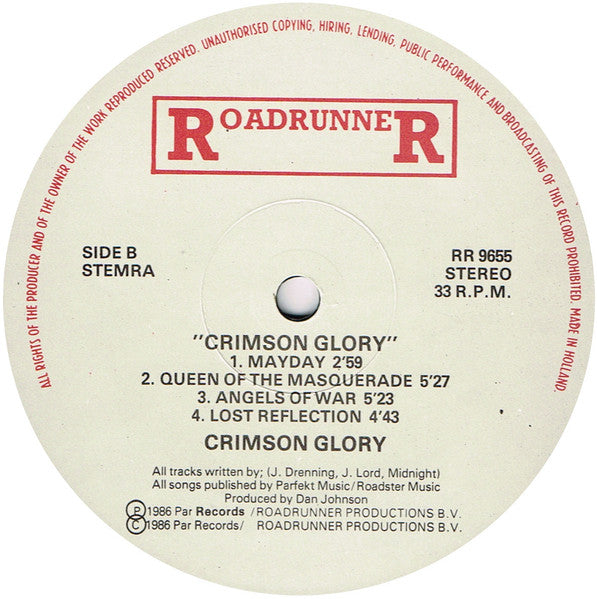 ALL RIGHTS OF THE PRODUCER AND OF THE OWNER OF THE WORK REPRODUCED RESERVED. UNAUTHORISED COPYING, HIRING, LENDING, PUBLIC PERFORMANCE AND BROADCASTING OF THIS RECORD PROHIBITED. MADE IN HOLLAND.
ROADRUNNER
SIDE B
STEMRA
RR 9655
STEREO
33 R.P.M.
"CRIMSON GLORY"
1. MAYDAY 2'59
2. QUEEN OF THE MASQUERADE 5'27
3. ANGELS OF WAR 5'23
4. LOST REFLECTION 4'43
CRIMSON GLORY
All tracks written by; (J. Drenning, J. Lord, Midnight)
All songs published by Parfekt Music/Roadster Music
Produced by Dan Johnson
Ⓟ1986 Par Records /ROADRUNNER PRODUCTIONS B.V.
©1986 Par Records/ ROADRUNNER PRODUCTIONS B.V.